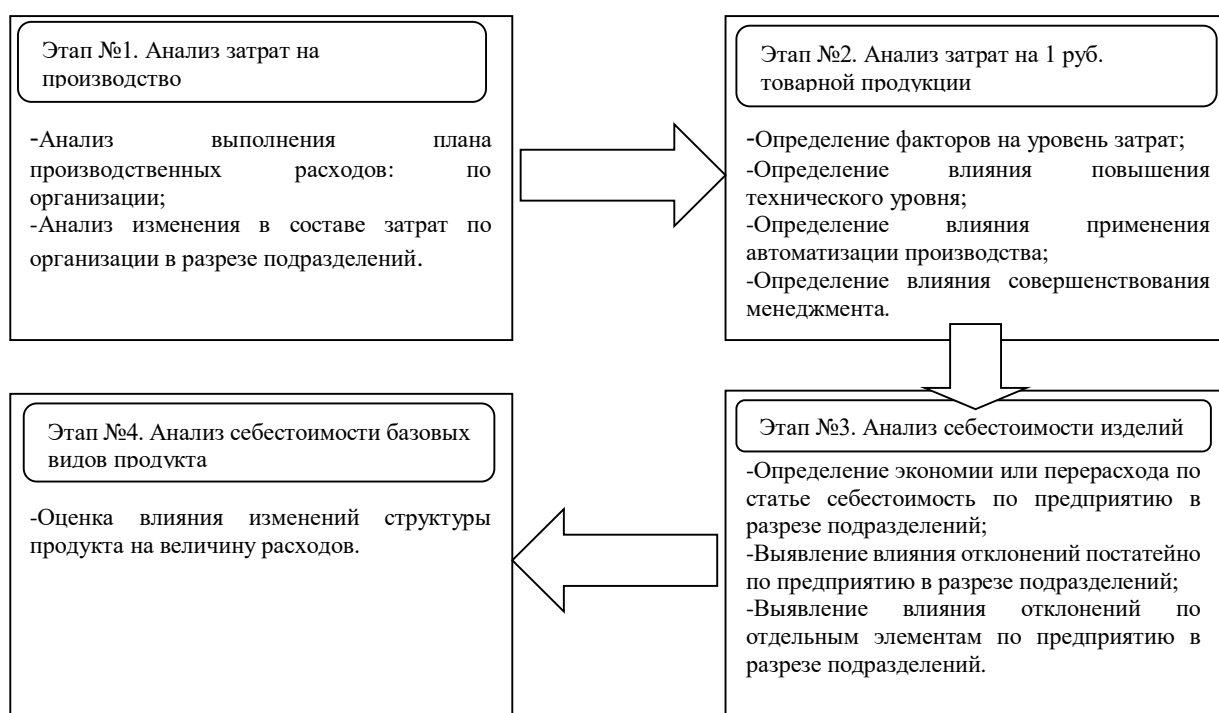 Этап №1. Анализ затрат на
производство
-Анализ выполнения плана
производственных расходов: по
организации;
-Анализ изменения в составе затрат по
организации в разрезе подразделений.
Этап №2. Анализ затрат на 1 руб.
товарной продукции
-Определение факторов на уровень затрат;
-Определение влияния повышения
технического уровня;
-Определение влияния применения
автоматизации производства;
-Определение влияния совершенствования
менеджмента.
Этап №3. Анализ себестоимости изделий
-Определение экономии или перерасхода по
статье себестоимость по предприятию в
разрезе подразделений;
-Выявление влияния отклонений постатейно
по предприятию в разрезе подразделений;
-Выявление влияния отклонений по
отдельным элементам по предприятию в
разрезе подразделений.
Этап №4. Анализ себестоимости базовых
видов продукта
-Оценка влияния изменений структуры
продукта на величину расходов.